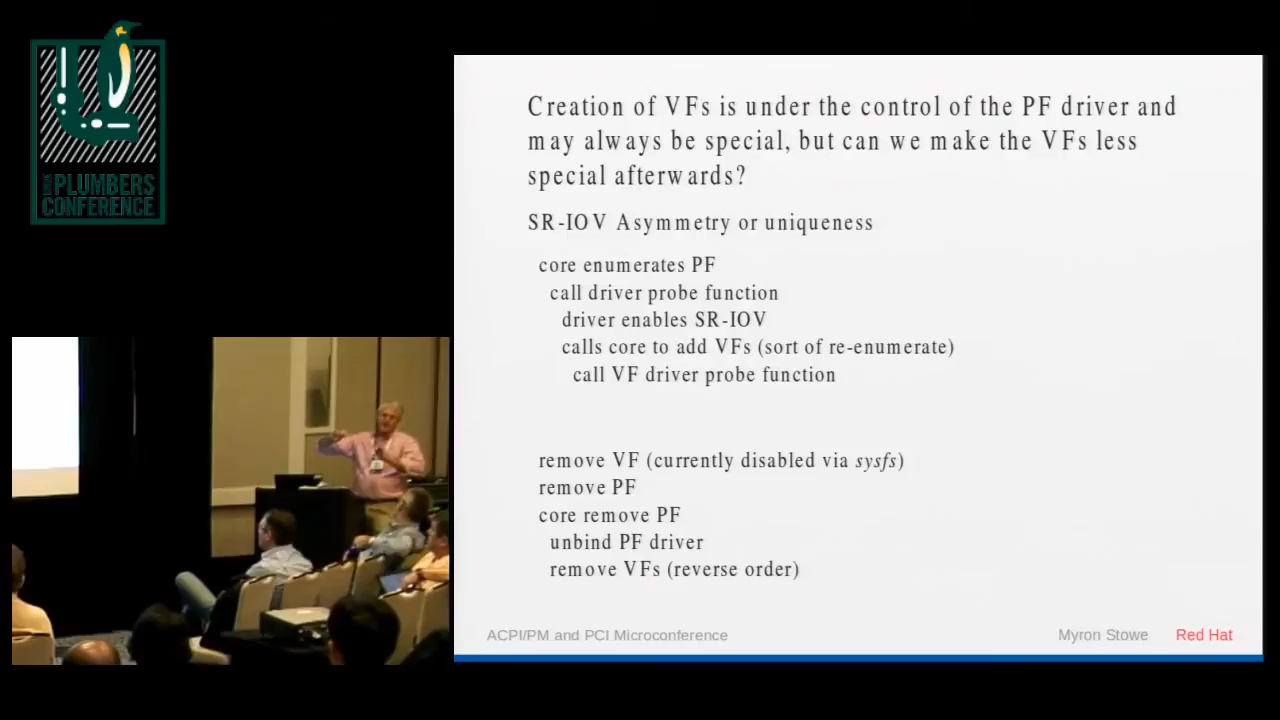 PLUMBERS
CONFERENCE
Creation of VFs is under the control of the PF driver and
may always be special, but can we make the VFs less
special afterwards?
SR-IOV Asymmetry or uniqueness
core enumerates PF
call driver probe function
driver enables SR-IOV
calls core to add VFs (sort of re-enumerate)
call VF driver probe function
remove VF (currently disabled via sysfs)
remove PF
core remove PF
unbind PF driver
remove VFs (reverse order)
ACPI/PM and PCI Microconference Myron Stowe Red Hat